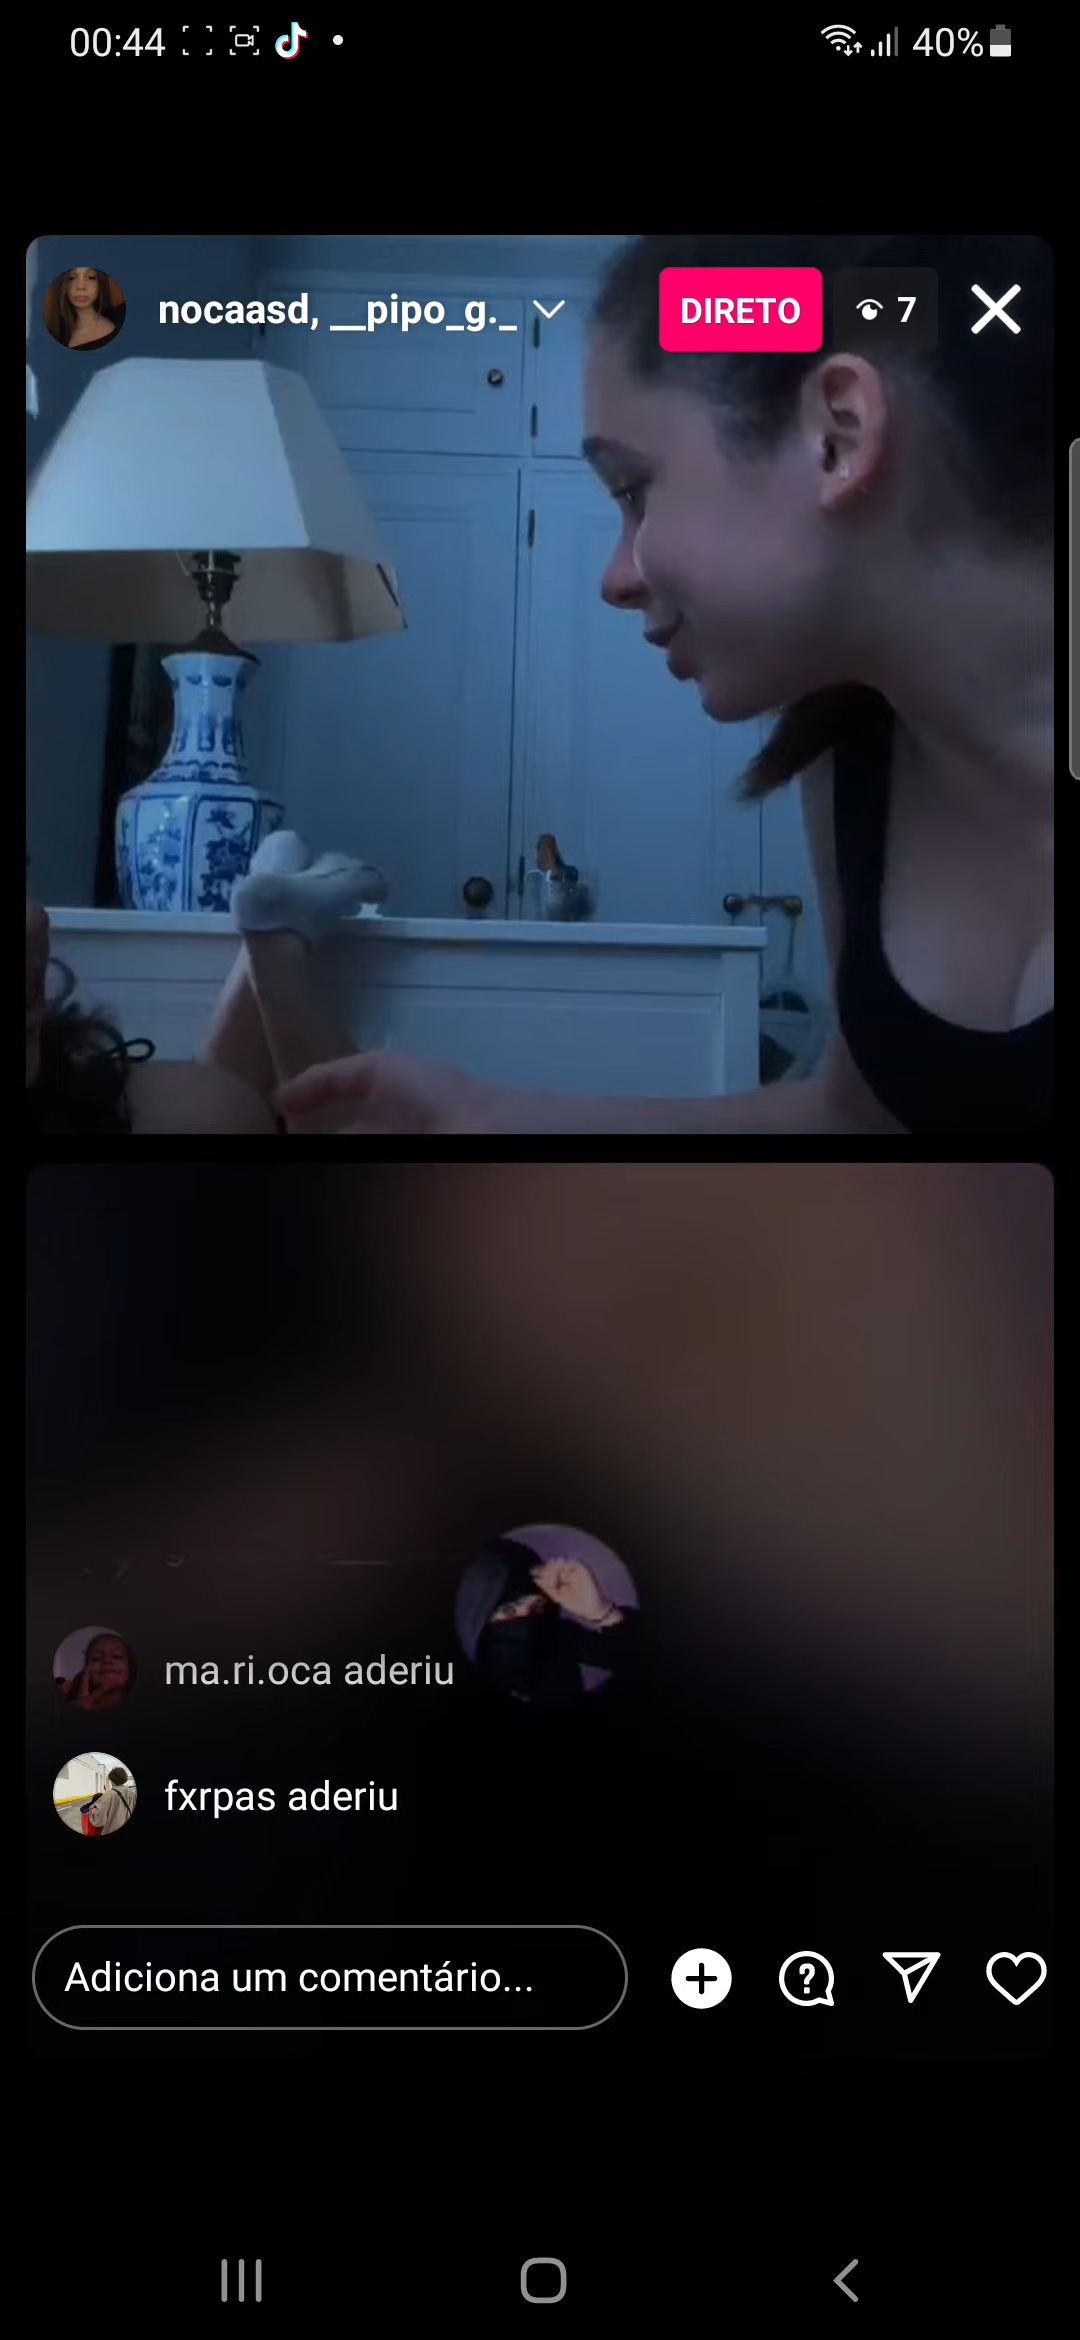 00:44
40%
nocaasd, __pipo_g._
DIRETO
7
ma.ri.oca aderiu
fxrpas aderiu
Adiciona um comentário...